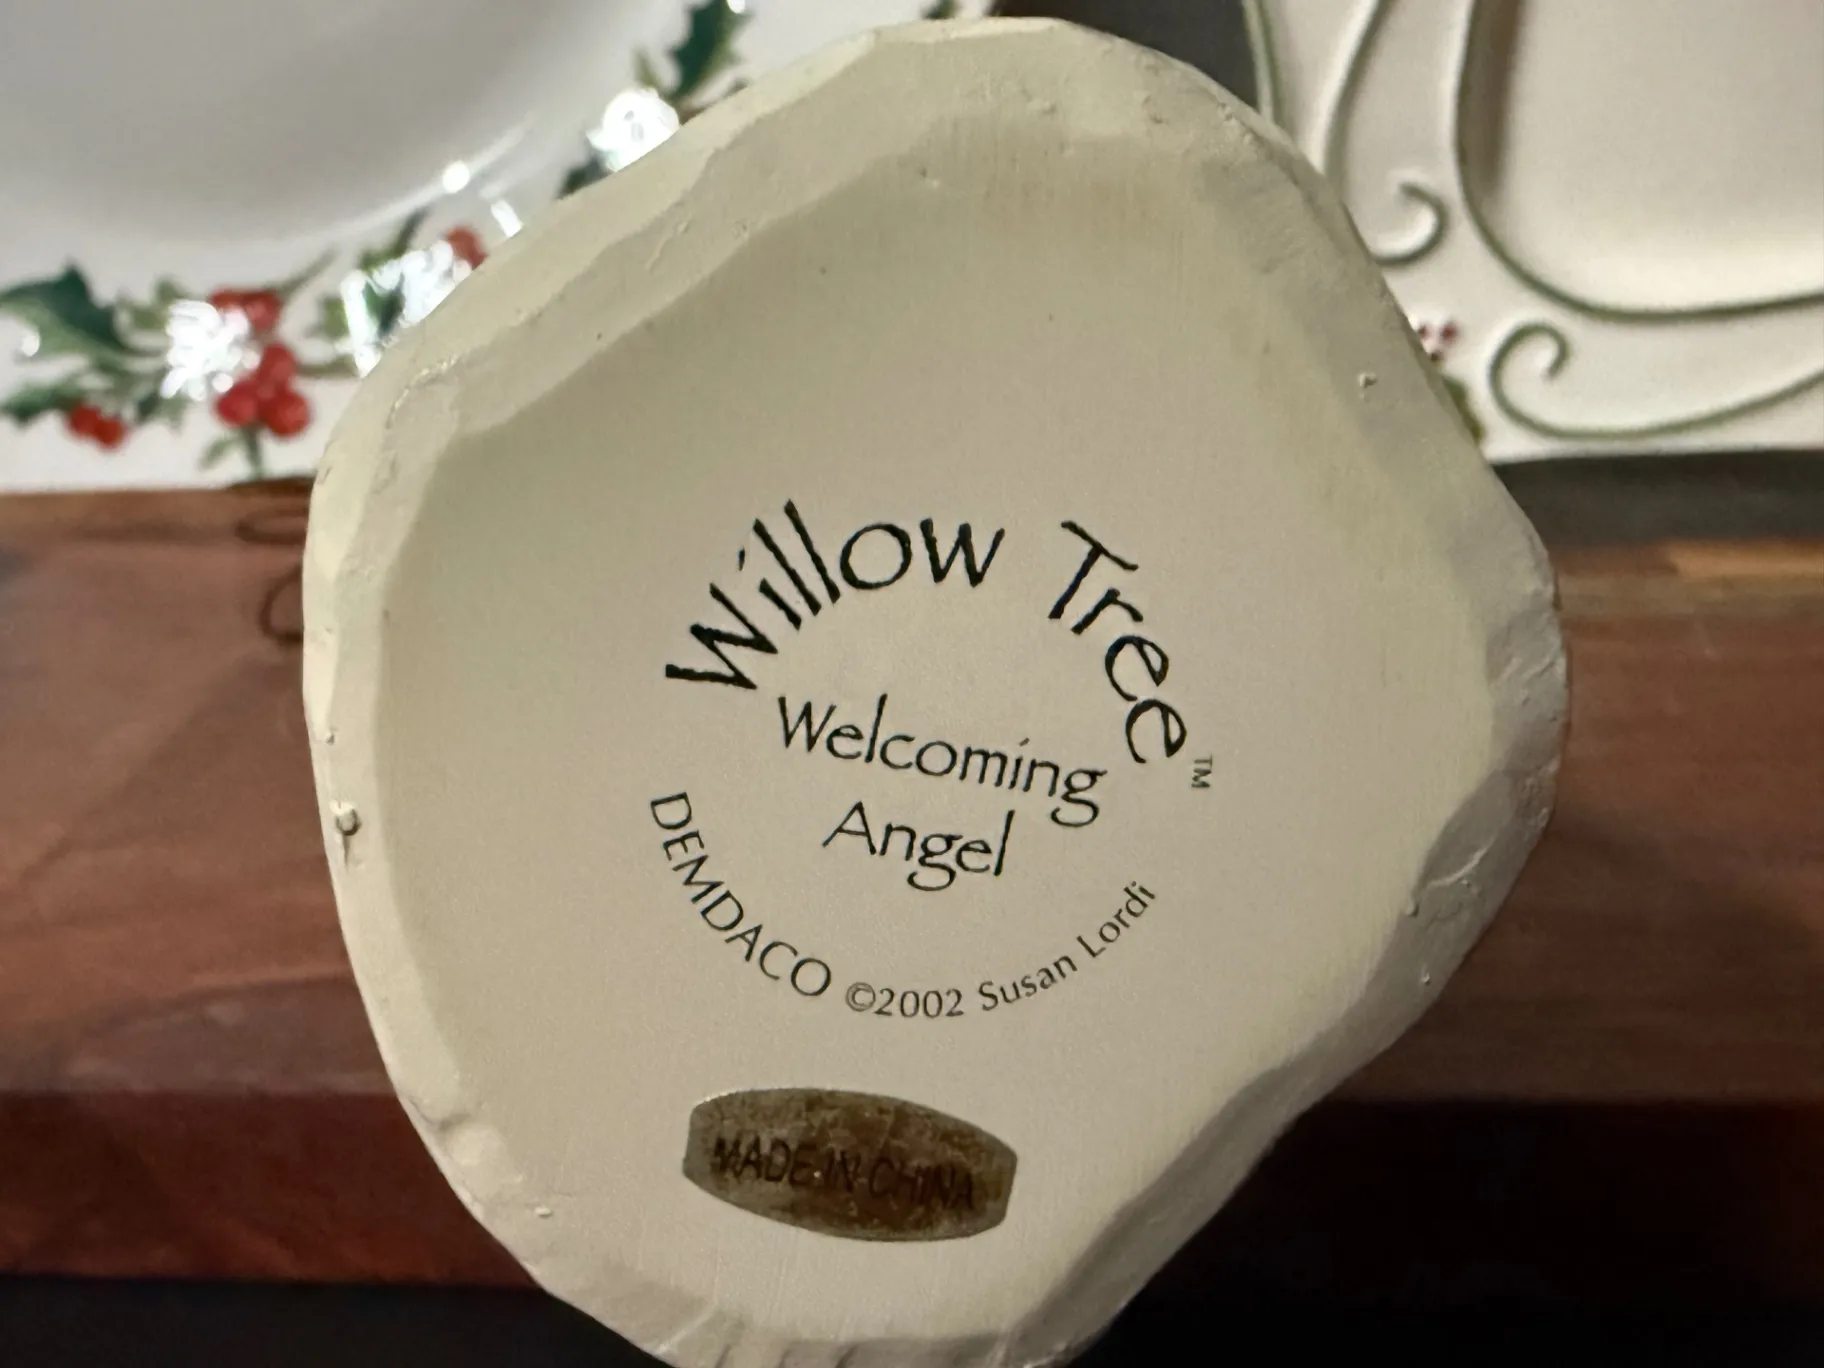 Willow Tree™
Welcoming
Angel
DEMDACO ©2002 Susan Lordi
MADE IN CHINA